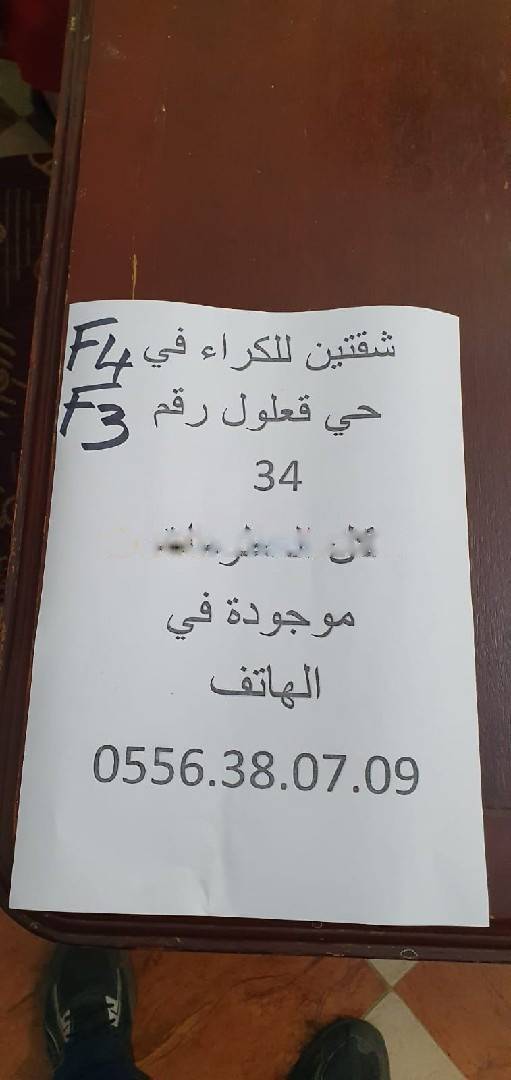 شقتين للكراء في F4
حي قعلول رقم F3
34
موجودة في
الهاتف
0556.38.07.09